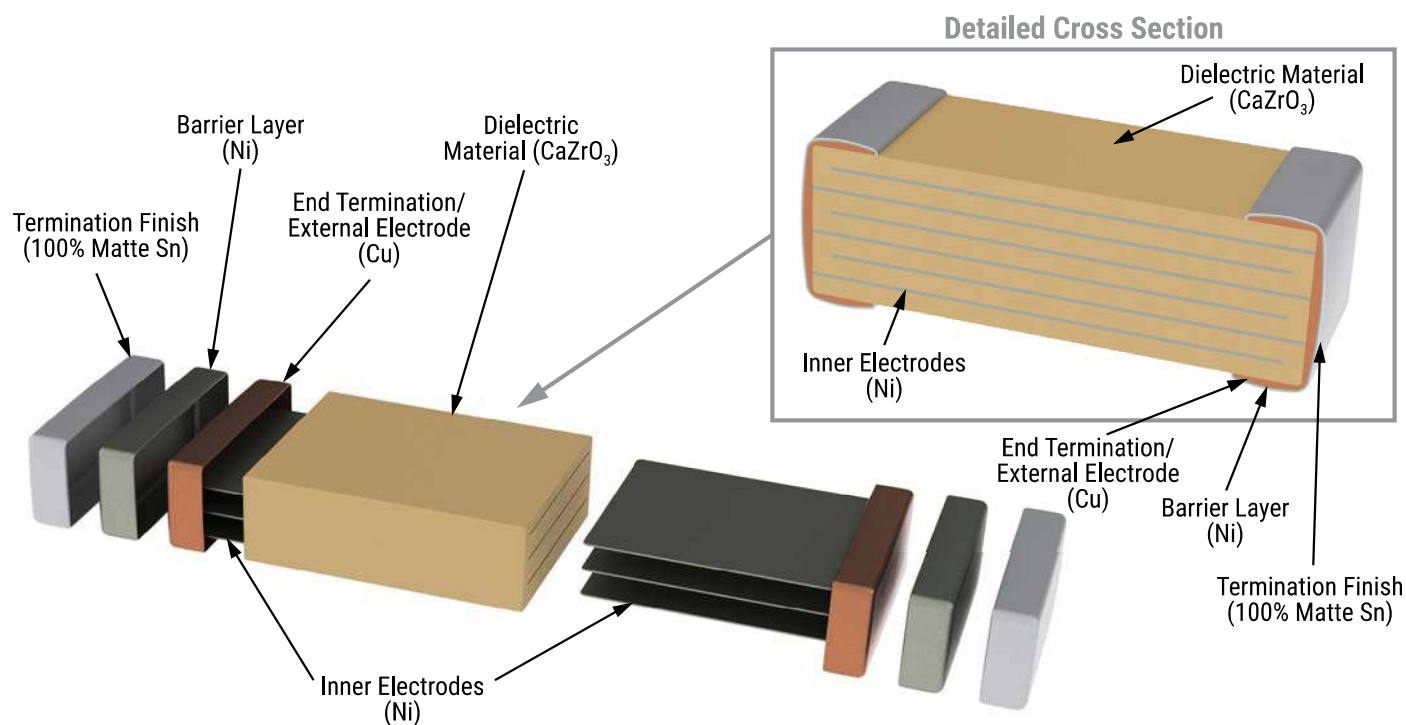 Detailed Cross Section
Dielectric Material
(CaZrO₃)
Barrier Layer
(Ni)
Dielectric
Material (CaZrO₃)
End Termination/
External Electrode
(Cu)
Termination Finish
(100% Matte Sn)
Inner Electrodes
(Ni)
End Termination/
External Electrode
(Cu)
Barrier Layer
(Ni)
Termination Finish
(100% Matte Sn)
Inner Electrodes
(Ni)